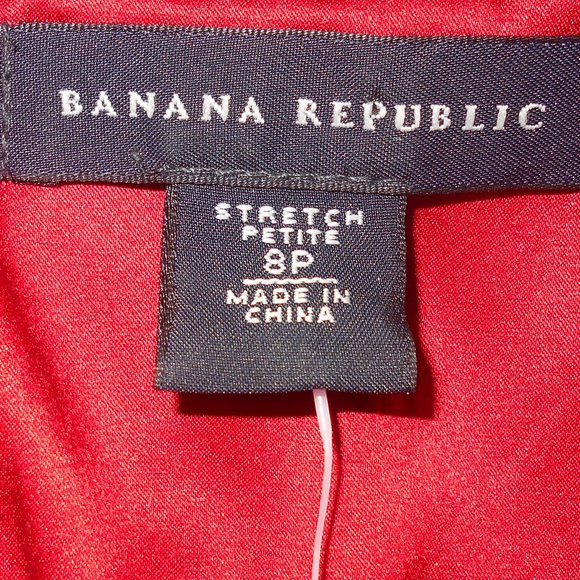 BANANA REPUBLIC
STRETCH
PETITE
8P
MADE IN
CHINA